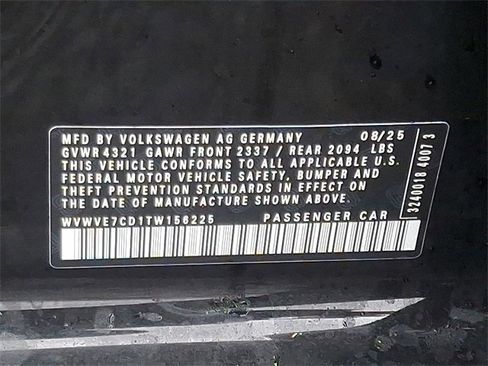 MFD BY VOLKSWAGEN AG GERMANY 08/25
GVWR 4321 GAWR FRONT 2337 / REAR 2094 LBS
THIS VEHICLE CONFORMS TO ALL APPLICABLE U.S.
FEDERAL MOTOR VEHICLE SAFETY, BUMPER AND
THEFT PREVENTION STANDARDS IN EFFECT ON
THE DATE OF MANUFACTURE SHOWN ABOVE.
WVWVE7CD1TW156225 PASSENGER CAR
3240018 4007 3